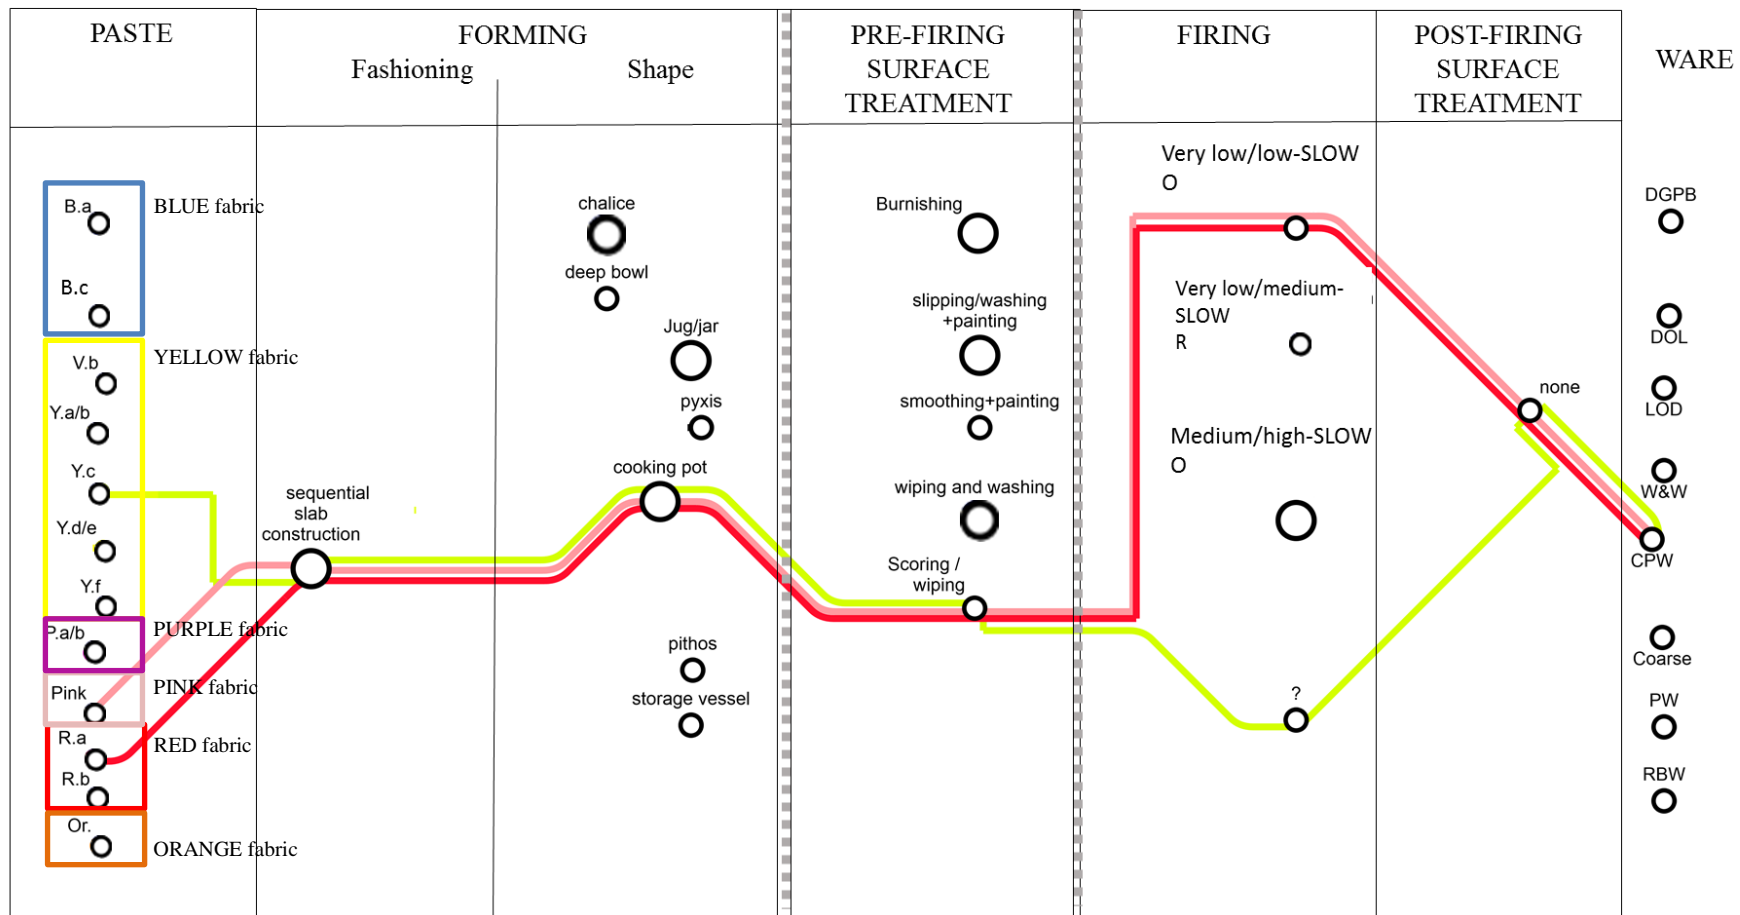 PASTE
FORMING
Fashioning
Shape
PRE-FIRING
SURFACE
TREATMENT
FIRING
POST-FIRING
SURFACE
TREATMENT
WARE
B.a
BLUE fabric
B.c
V.b
YELLOW fabric
Y.a/b
Y.c
Y.d/e
Y.f
P.a/b
PURPLE fabric
Pink
PINK fabric
R.a
RED fabric
R.b
Or.
ORANGE fabric
sequential
slab
construction
chalice
deep bowl
Jug/jar
pyxis
cooking pot
pithos
storage vessel
Burnishing
slipping/washing
+painting
smoothing+painting
wiping and washing
Scoring /
wiping
Very low/low-SLOW
O
Very low/medium-
SLOW
R
Medium/high-SLOW
O
?
none
DGPB
DOL
LOD
W&W
CPW
Coarse
PW
RBW